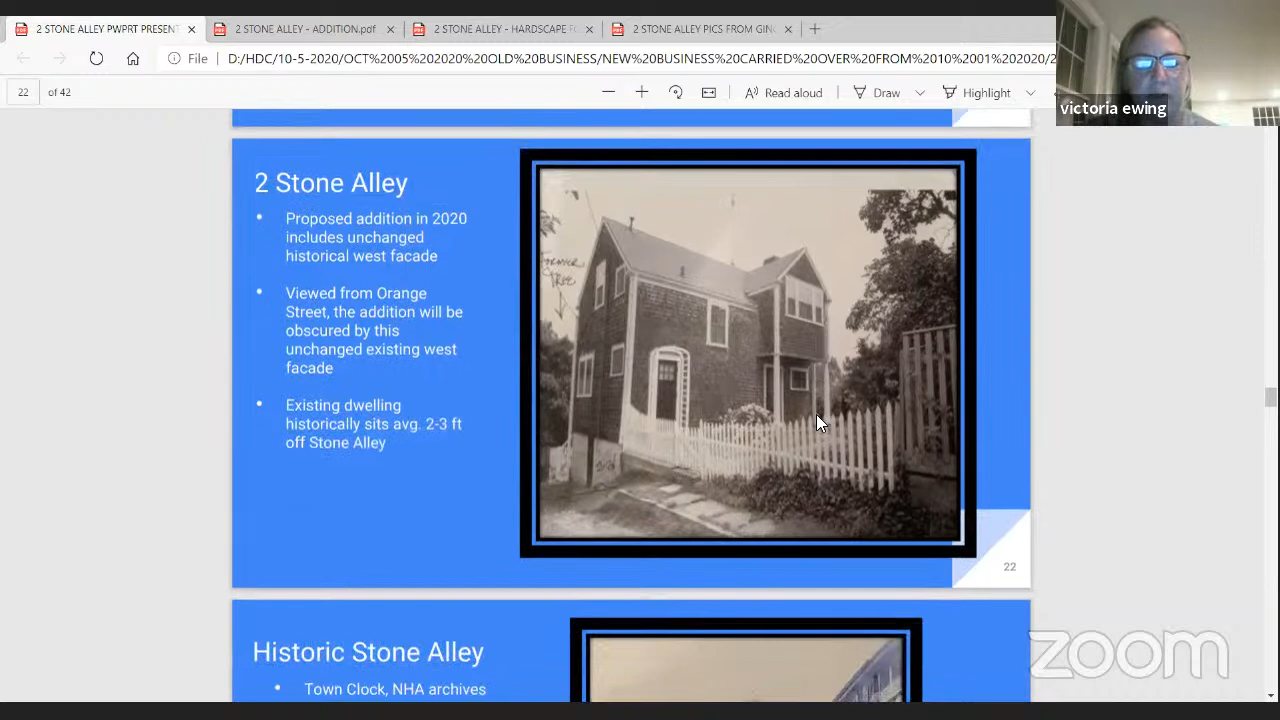 2 STONE ALLEY PWPRT PRESENT
2 STONE ALLEY - ADDITION.pdf
2 STONE ALLEY - HARDSCAPE F
2 STONE ALLEY PICS FROM GIN
File
D:/HDC/10-5-2020/OCT%2005%202020/OLD%20BUSINESS/NEW%20BUSINESS%20CARRIED%20OVER%20FROM%2010%2001%202020/2
22 of 42
Read aloud
Draw
Highlight
victoria ewing
2 Stone Alley
• Proposed addition in 2020
includes unchanged
historical west facade
• Viewed from Orange
Street, the addition will be
obscured by this
unchanged existing west
facade
• Existing dwelling
historically sits avg. 2-3 ft
off Stone Alley
TREE
22
Historic Stone Alley
• Town Clock, NHA archives
zoom